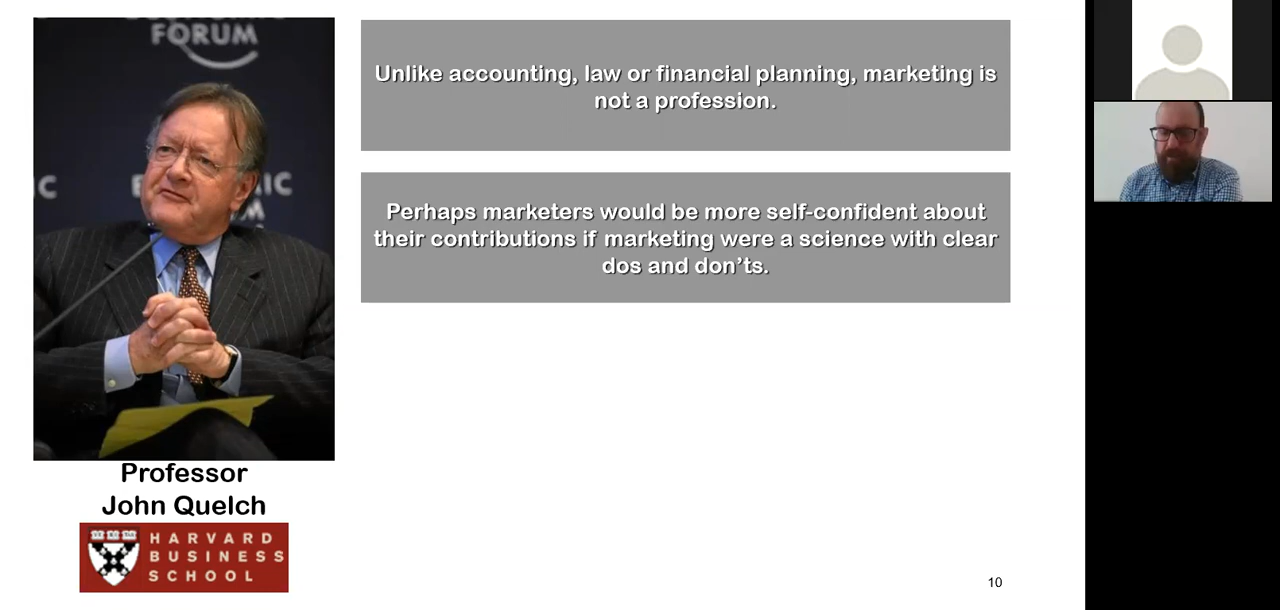 FORUM
IC
NIC
M
Unlike accounting, law or financial planning, marketing is
not a profession.
Perhaps marketers would be more self-confident about
their contributions if marketing were a science with clear
dos and don’ts.
Professor
John Quelch
HARVARD
BUSINESS
SCHOOL
10